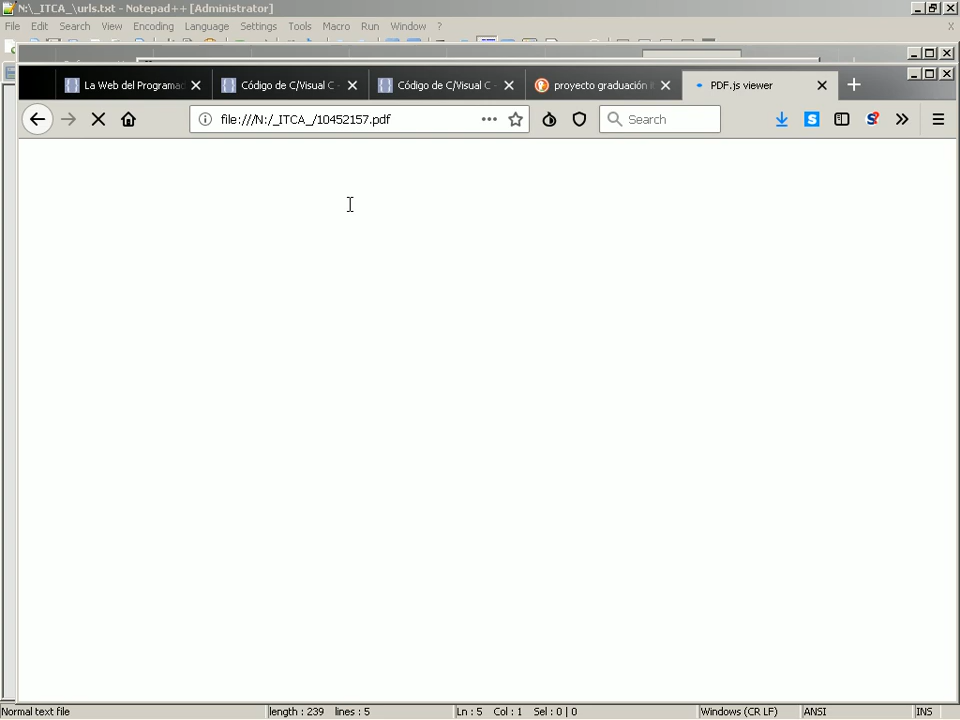 N:\_ITCA_\urls.txt - Notepad++ [Administrator]
File Edit Search View Encoding Language Settings Tools Macro Run Window ? X
La Web del Programac
Código de C/Visual C -
Código de C/Visual C -
proyecto graduación i
PDF.js viewer
file:///N:/_ITCA_/10452157.pdf
Search
Normal text file
length : 239 lines : 5
Ln : 5 Col : 1 Sel : 0 | 0
Windows (CR LF)
ANSI
INS